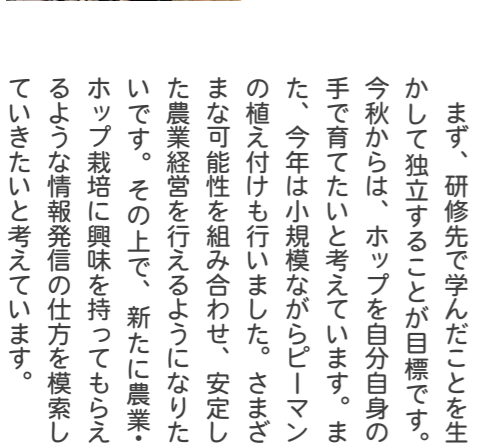 まず、研修先で学んだことを生
かして独立することが目標です。
今秋からは、ホップを自分自身の
手で育てたいと考えています。ま
た、今年は小規模ながらピーマン
の植え付けも行いました。さまざ
まな可能性を組み合わせ、安定し
た農業経営を行えるようになりた
いです。その上で、新たに農業・
ホップ栽培に興味を持ってもらえ
るような情報発信の仕方を模索し
ていきたいと考えています。